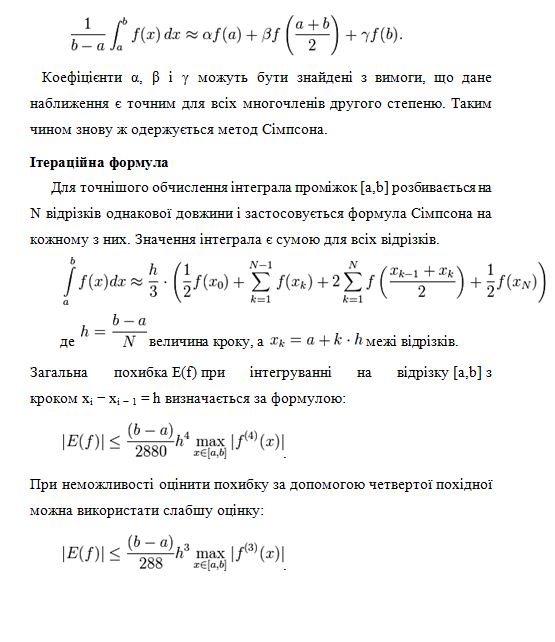 $$\frac{1}{b-a}\int_a^b f(x)\,dx \approx \alpha f(a) + \beta f\left(\frac{a+b}{2}\right) + \gamma f(b).$$
Коефіцієнти α, β і γ можуть бути знайдені з вимоги, що дане
наближення є точним для всіх многочленів другого степеню. Таким
чином знову ж одержується метод Сімпсона.
Ітераційна формула
Для точнішого обчислення інтеграла проміжок [a,b] розбивається на
N відрізків однакової довжини і застосовується формула Сімпсона на
кожному з них. Значення інтеграла є сумою для всіх відрізків.
$$\int\limits_a^b f(x)dx \approx \frac{h}{3}\cdot\left(\frac{1}{2}f(x_0)+\sum_{k=1}^{N-1}f(x_k)+2\sum_{k=1}^{N}f\left(\frac{x_{k-1}+x_k}{2}\right)+\frac{1}{2}f(x_N)\right)$$
де $h = \frac{b-a}{N}$ величина кроку, а $x_k = a + k \cdot h$ межі відрізків.
Загальна похибка E(f) при інтегруванні на відрізку [a,b] з
кроком x_i − x_{i − 1} = h визначається за формулою:
$$|E(f)| \leq \frac{(b-a)}{2880}h^4 \max_{x\in[a,b]}|f^{(4)}(x)|$$.
При неможливості оцінити похибку за допомогою четвертої похідної
можна використати слабшу оцінку:
$$|E(f)| \leq \frac{(b-a)}{288}h^3 \max_{x\in[a,b]}|f^{(3)}(x)|$$.